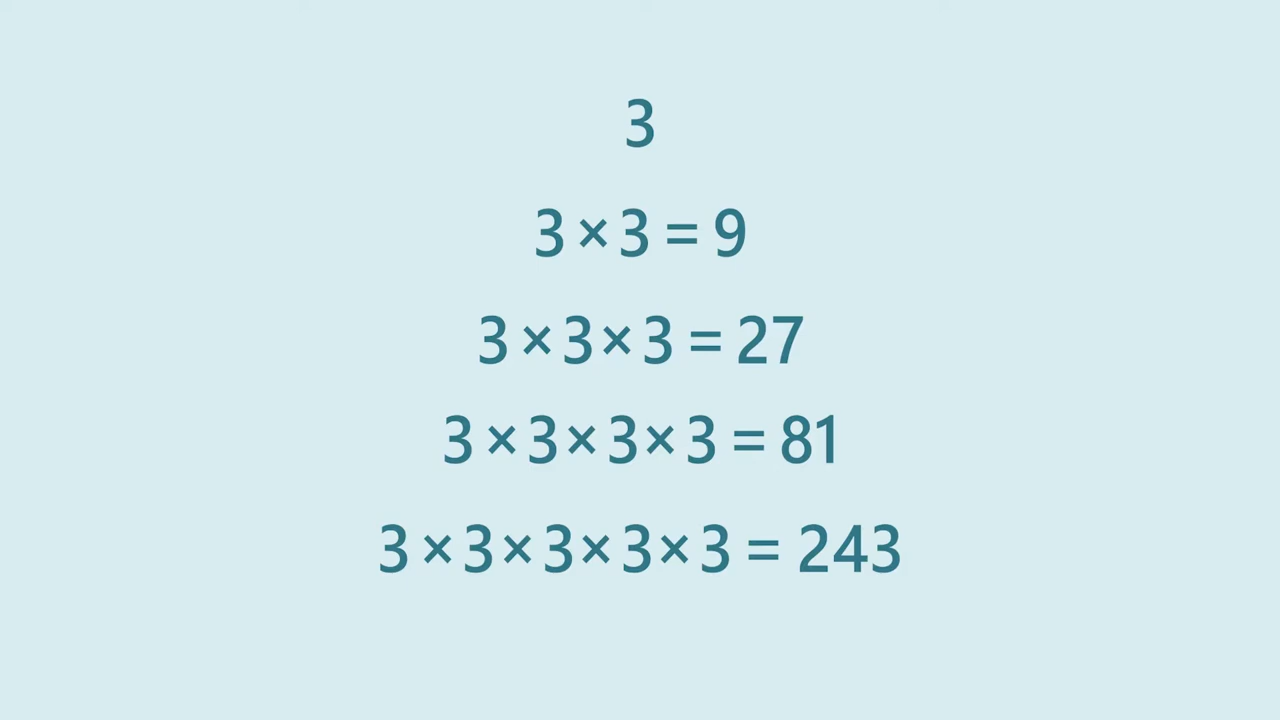 3
3 × 3 = 9
3 × 3 × 3 = 27
3 × 3 × 3 × 3 = 81
3 × 3 × 3 × 3 × 3 = 243